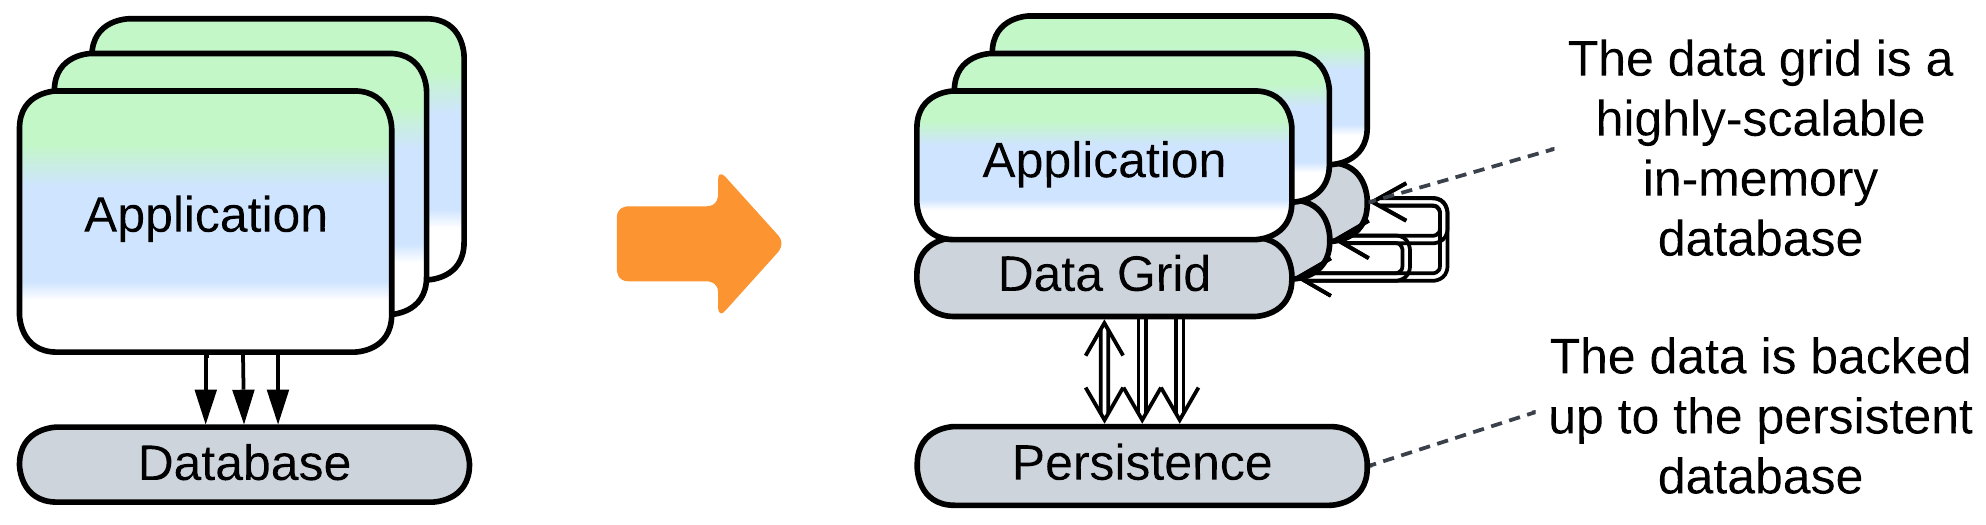 Application
Database
Application
Data Grid
Persistence
The data grid is a
highly-scalable
in-memory
database
The data is backed
up to the persistent
database